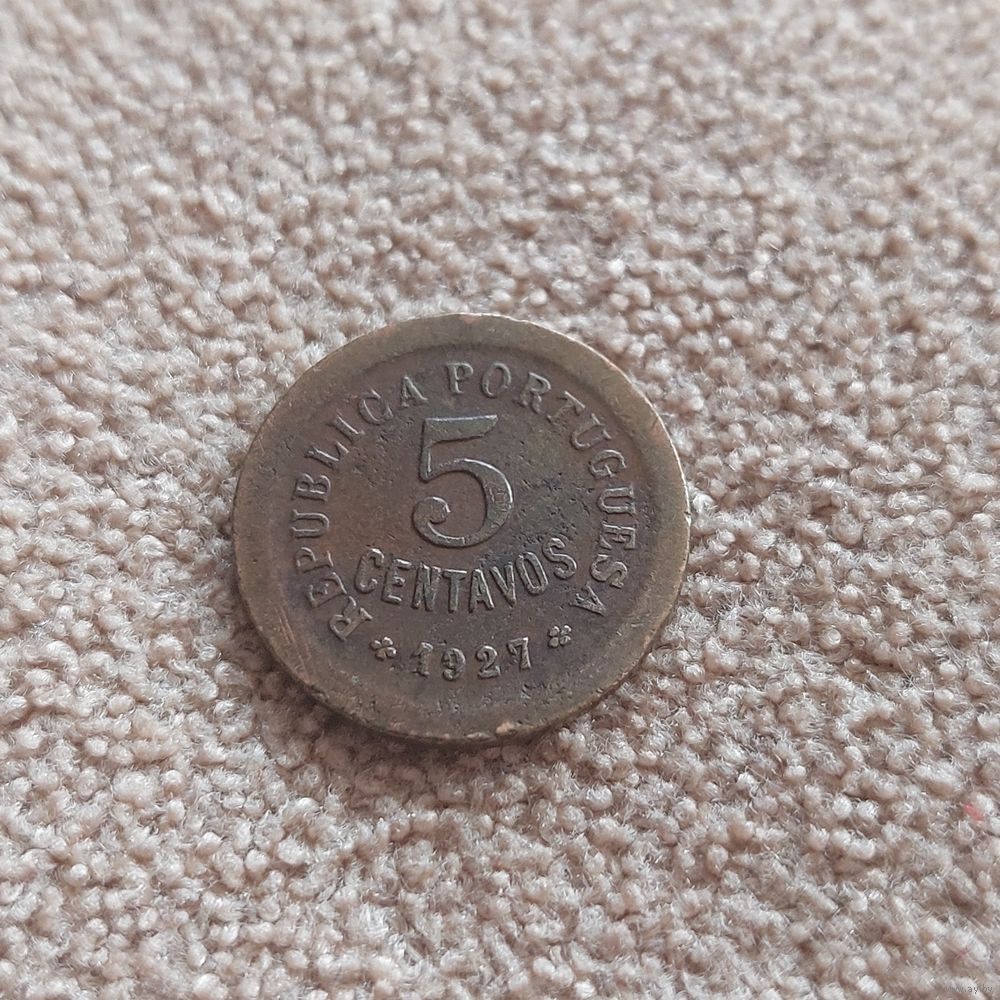 REPUBLICA PORTUGUESA
5
CENTAVOS
* 1927 *